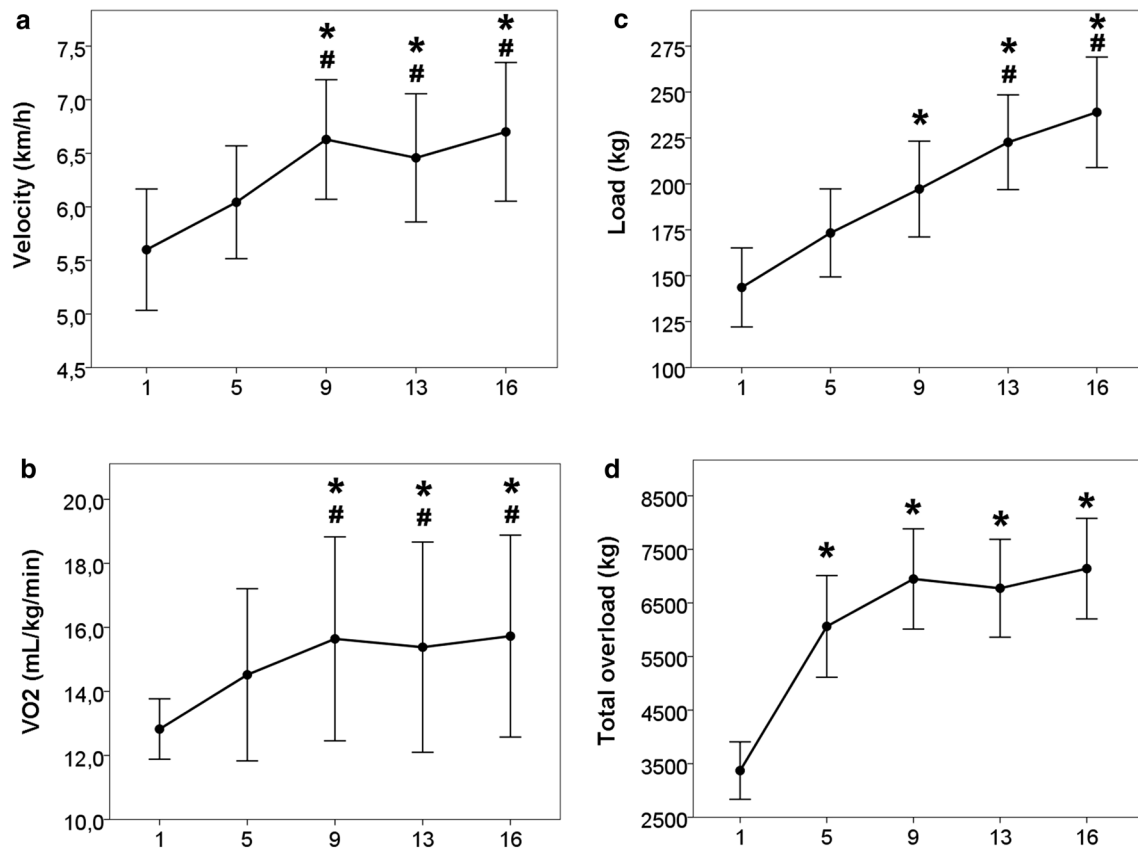 a
Velocity (km/h)
7,5
7,0
6,5
6,0
5,5
5,0
4,5
* * *
# # #
1 5 9 13 16
c
Load (kg)
275
250
225
200
175
150
125
100
* * *
# #
1 5 9 13 16
b
VO2 (mL/kg/min)
20,0
18,0
16,0
14,0
12,0
10,0
* * *
# # #
1 5 9 13 16
d
Total overload (kg)
8500
7500
6500
5500
4500
3500
2500
* * * *
1 5 9 13 16